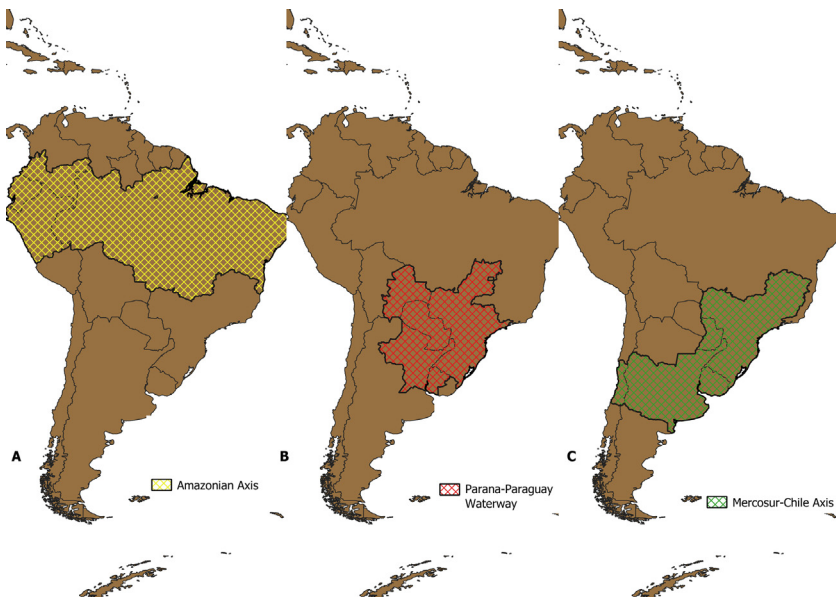 A
Amazonian Axis
B
Parana-Paraguay
Waterway
C
Mercosur-Chile Axis